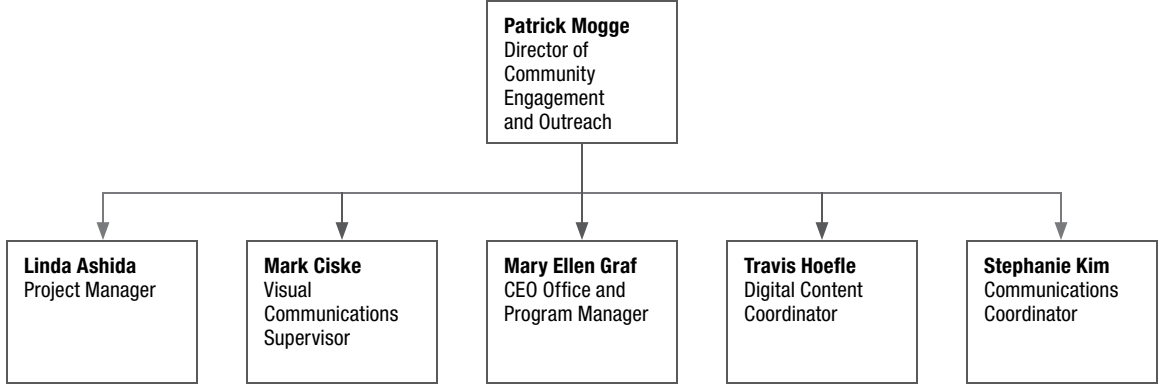 Patrick Mogge
Director of
Community
Engagement
and Outreach
Linda Ashida
Project Manager
Mark Ciske
Visual
Communications
Supervisor
Mary Ellen Graf
CEO Office and
Program Manager
Travis Hoefle
Digital Content
Coordinator
Stephanie Kim
Communications
Coordinator